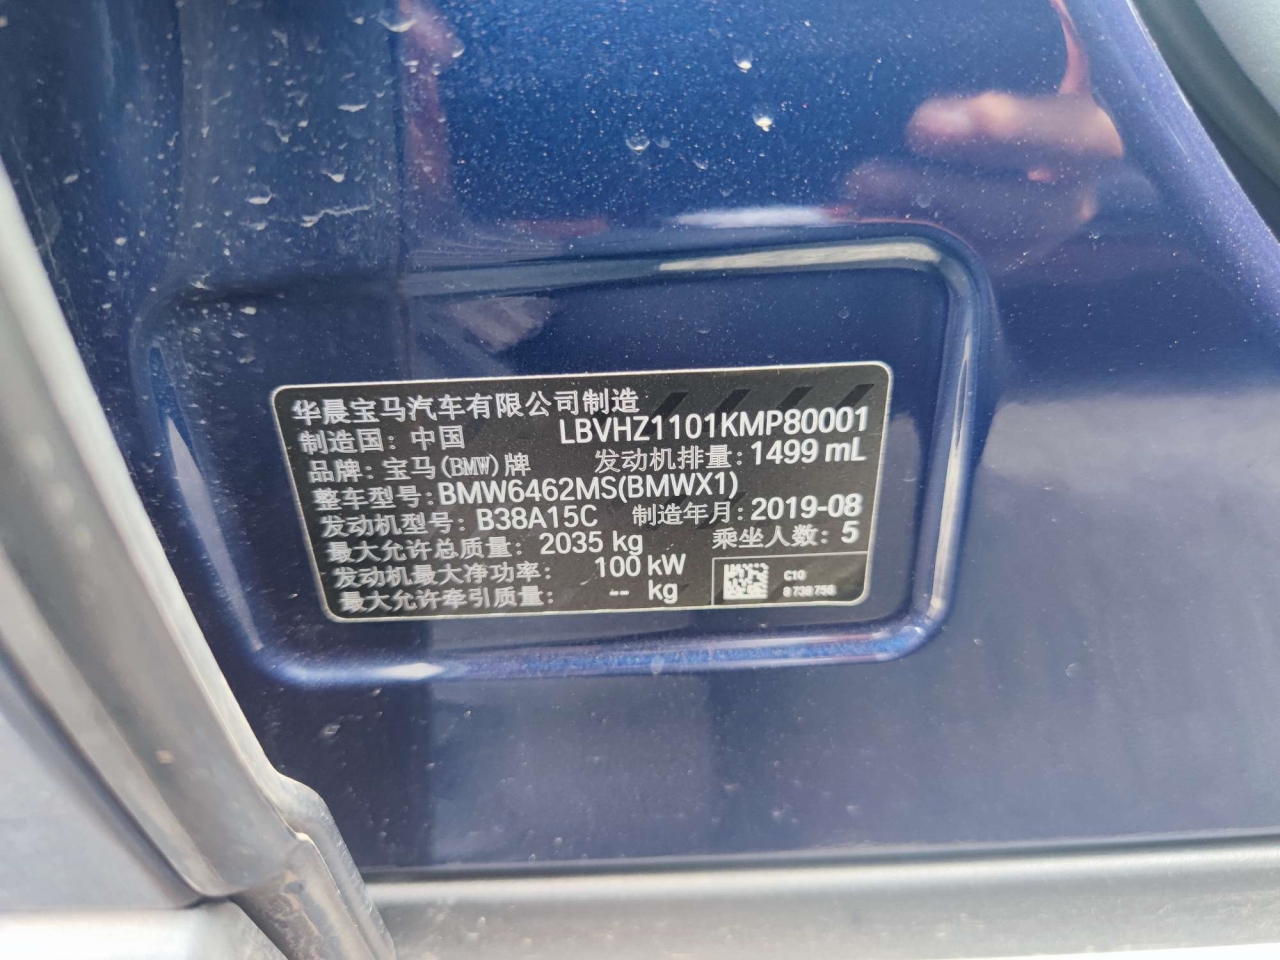 华晨宝马汽车有限公司制造
制造国: 中国 LBVHZ1101KMP80001
品牌: 宝马(BMW)牌 发动机排量: 1499 mL
整车型号: BMW6462MS(BMWX1)
发动机型号: B38A15C 制造年月: 2019-08
最大允许总质量: 2035 kg 乘坐人数: 5
发动机最大净功率: 100 kW
最大允许牵引质量: -- kg
C10
8 738 756